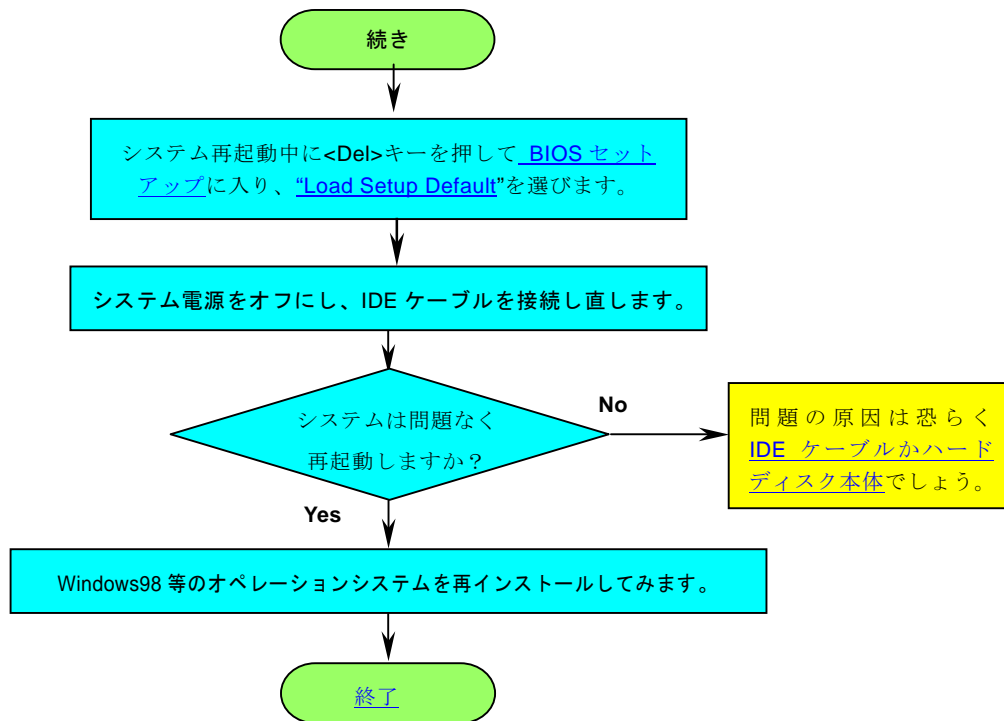 続き
システム再起動中に<Del>キーを押して BIOS セット
アップに入り、“Load Setup Default”を選びます。
システム電源をオフにし、IDE ケーブルを接続し直します。
システムは問題なく
再起動しますか？
No
問題の原因は恐らく
IDE ケーブルかハード
ディスク本体でしょう。
Yes
Windows98 等のオペレーションシステムを再インストールしてみます。
終了